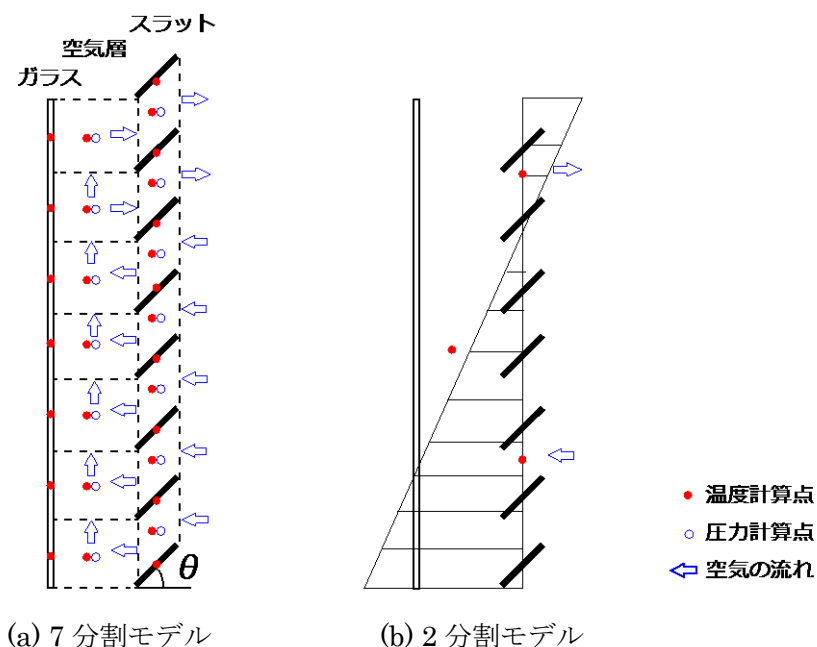 スラット
空気層
ガラス
θ
温度計算点
圧力計算点
空気の流れ
(a) 7 分割モデル
(b) 2 分割モデル